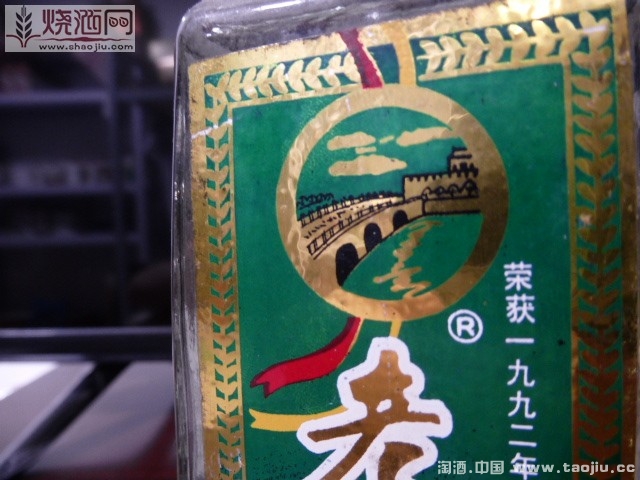 烧酒网
www.shaojiu.com
®
荣获一九九二年
老
淘酒.中国 www.taojiu.cc